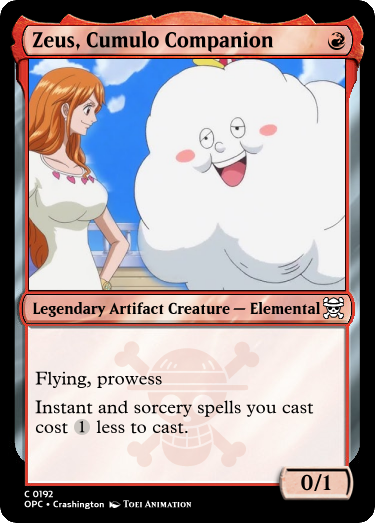 Zeus, Cumulo Companion
Legendary Artifact Creature — Elemental
Flying, prowess
Instant and sorcery spells you cast
cost 1 less to cast.
0/1
C 0192
OPC • Crashington TOEI ANIMATION